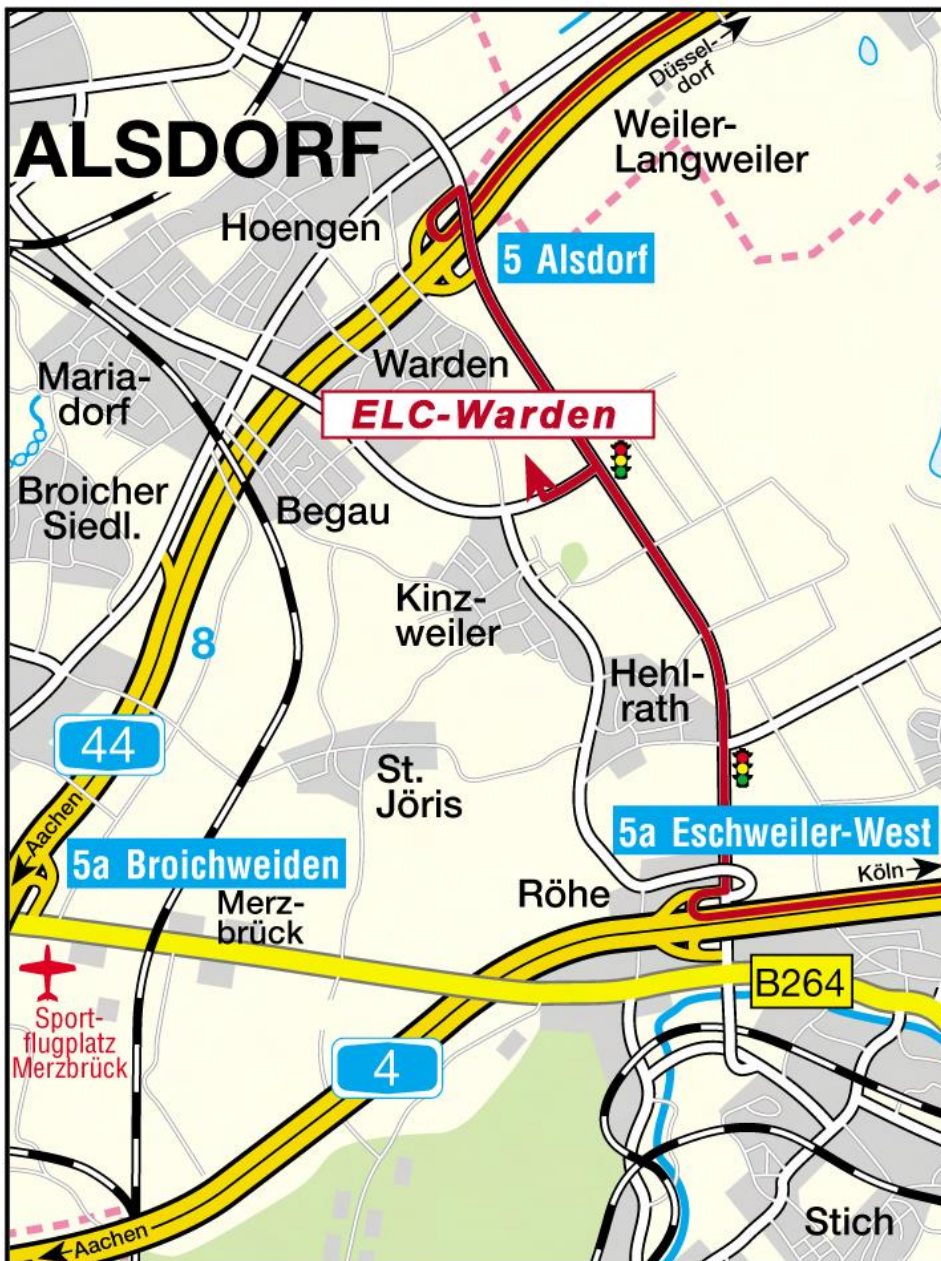 Düssel-
dorf
Weiler-
Langweiler
ALSDORF
Hoengen
5 Alsdorf
Warden
Maria-
dorf
ELC-Warden
Broicher
Siedl.
Begau
Kinz-
weiler
8
Hehl-
rath
44
St.
Jöris
Aachen
5a Broichweiden
5a Eschweiler-West
Köln
Röhe
Merz-
brück
B264
Sport-
flugplatz
Merzbrück
4
Stich
Aachen